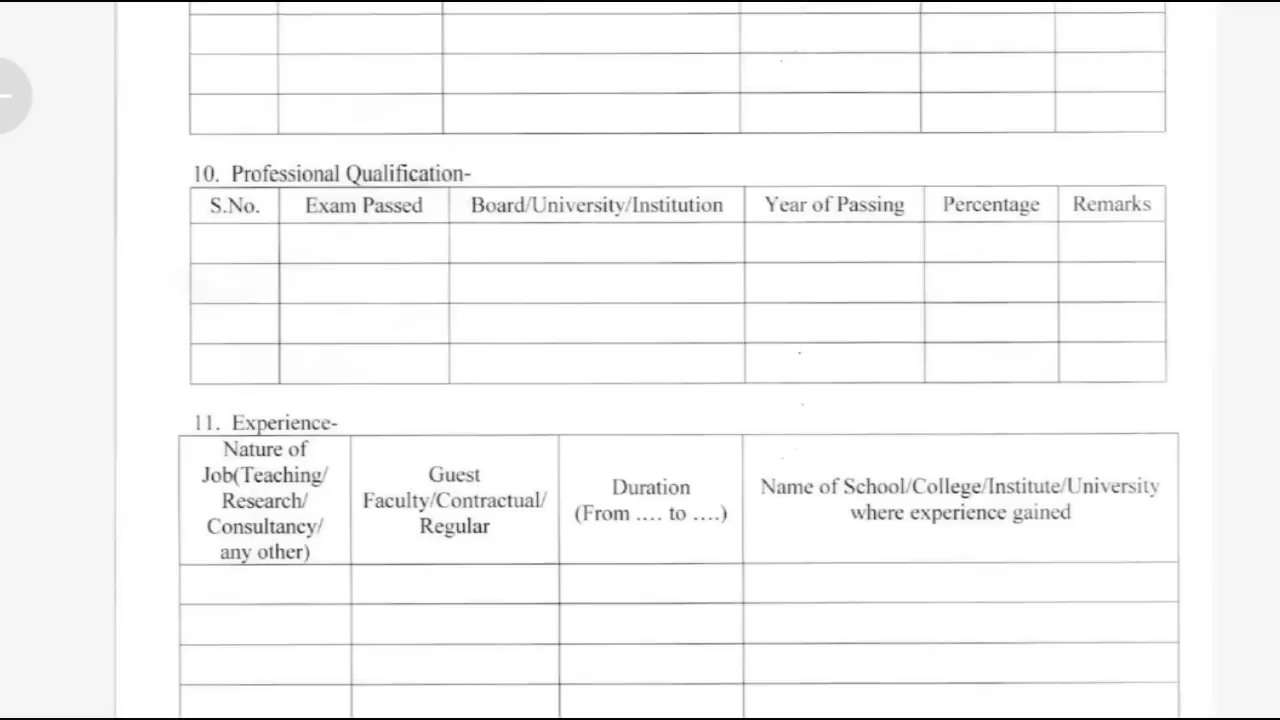 10. Professional Qualification-
S.No. Exam Passed Board/University/Institution Year of Passing Percentage Remarks
11. Experience-
Nature of
Job(Teaching/
Research/
Consultancy/
any other)
Guest
Faculty/Contractual/
Regular
Duration
(From .... to ....)
Name of School/College/Institute/University
where experience gained